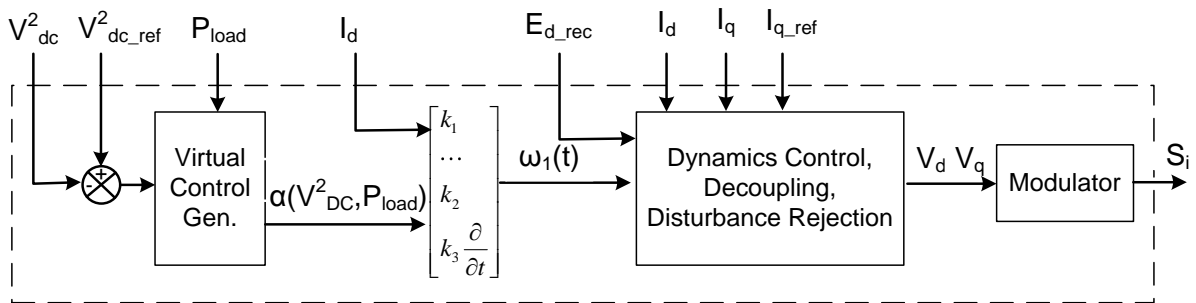 V²dc
V²dc_ref
Pload
Id
Ed_rec
Id
Iq
Iq_ref
+
-
Virtual
Control
Gen.
α(V²DC,Pload)
k1
...
k2
k3 ∂/∂t
ω1(t)
Dynamics Control,
Decoupling,
Disturbance Rejection
Vd Vq
Modulator
Si